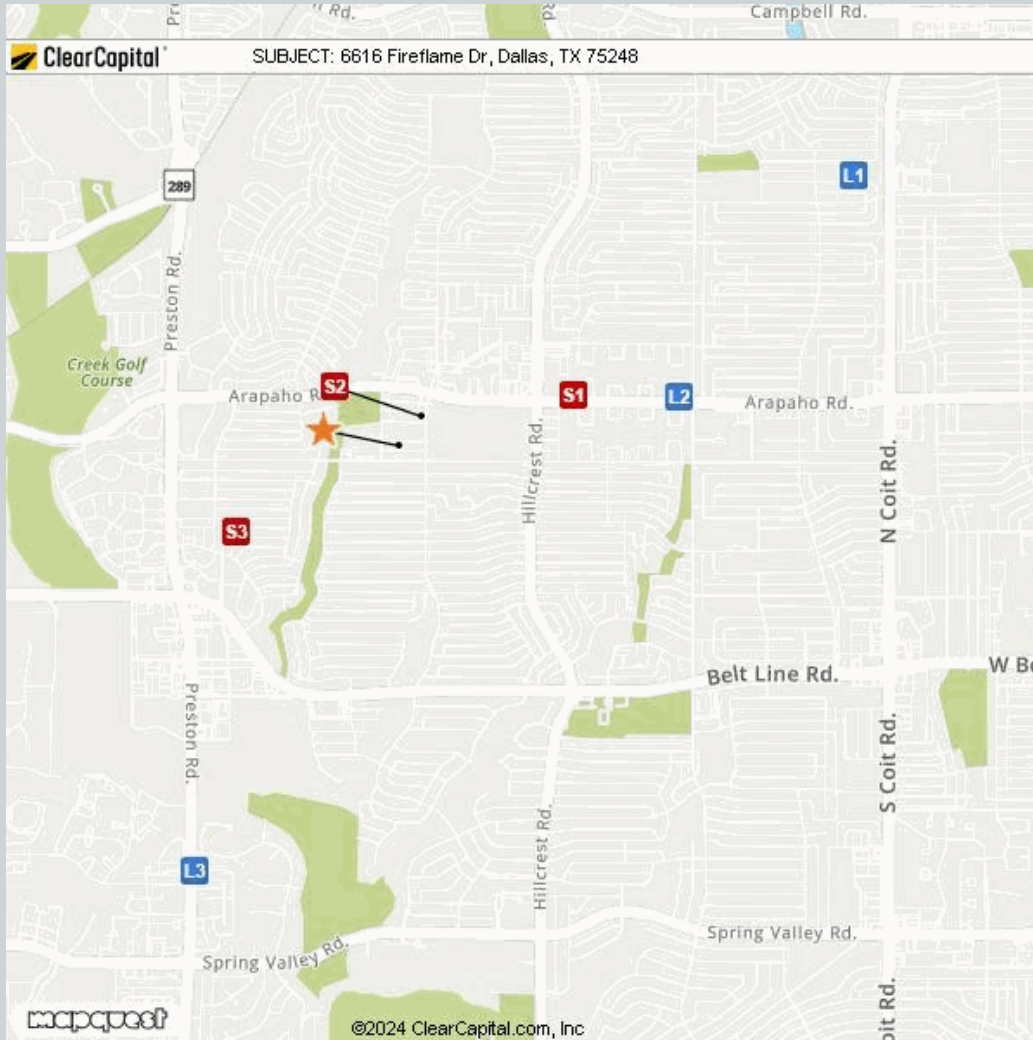 Rd.
Campbell Rd.
ClearCapital
SUBJECT: 6616 Fireflame Dr, Dallas, TX 75248
L1
289
Preston Rd.
Creek Golf
Course
S2
Arapaho R
S1
L2
Arapaho Rd.
Hillcrest Rd.
N Coit Rd.
S3
Belt Line Rd.
W Be
Preston Rd.
S Coit Rd.
Hillcrest Rd.
L3
Spring Valley Rd.
Spring Valley Rd.
mapquest
©2024 ClearCapital.com, Inc
oit Rd.